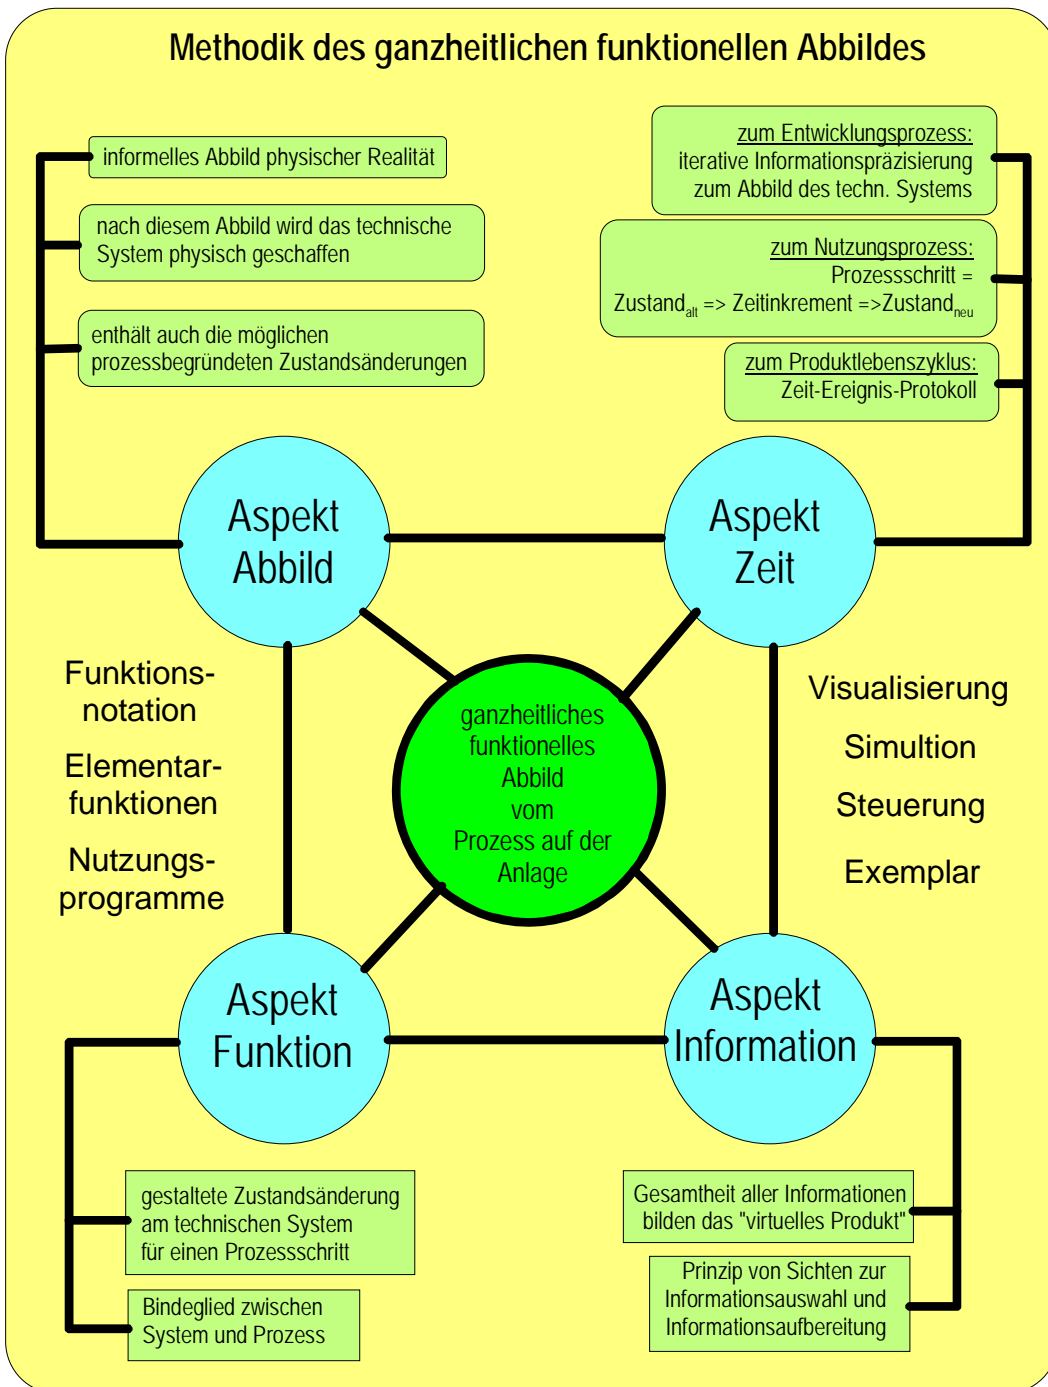 Methodik des ganzheitlichen funktionellen Abbildes
informelles Abbild physischer Realität
nach diesem Abbild wird das technische
System physisch geschaffen
enthält auch die möglichen
prozessbegründeten Zustandsänderungen
zum Entwicklungsprozess:
iterative Informationspräzisierung
zum Abbild des techn. Systems
zum Nutzungsprozess:
Prozessschritt =
Zustand alt => Zeitinkrement =>Zustand neu
zum Produktlebenszyklus:
Zeit-Ereignis-Protokoll
Aspekt
Abbild
Aspekt
Zeit
Funktions-
notation
Elementar-
funktionen
Nutzungs-
programme
ganzheitliches
funktionelles
Abbild
vom
Prozess auf der
Anlage
Visualisierung
Simultion
Steuerung
Exemplar
Aspekt
Funktion
Aspekt
Information
gestaltete Zustandsänderung
am technischen System
für einen Prozessschritt
Bindeglied zwischen
System und Prozess
Gesamtheit aller Informationen
bilden das "virtuelles Produkt"
Prinzip von Sichten zur
Informationsauswahl und
Informationsaufbereitung